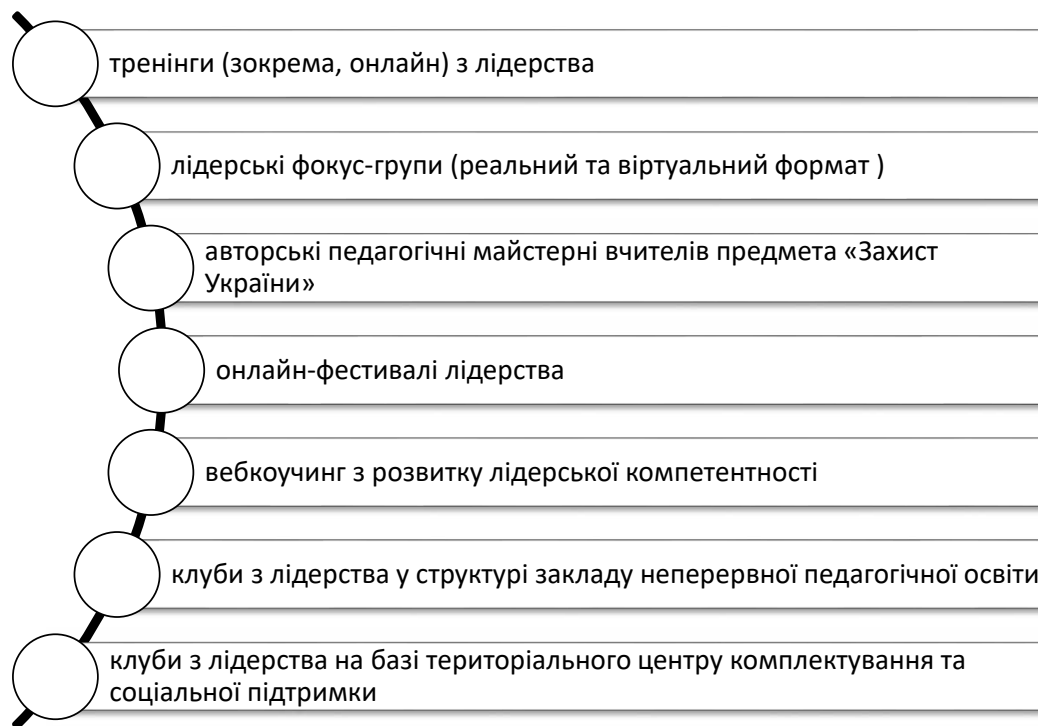 тренінги (зокрема, онлайн) з лідерства
лідерські фокус-групи (реальний та віртуальний формат )
авторські педагогічні майстерні вчителів предмета «Захист
України»
онлайн-фестивалі лідерства
вебкоучинг з розвитку лідерської компетентності
клуби з лідерства у структурі закладу неперервної педагогічної освіти
клуби з лідерства на базі територіального центру комплектування та
соціальної підтримки